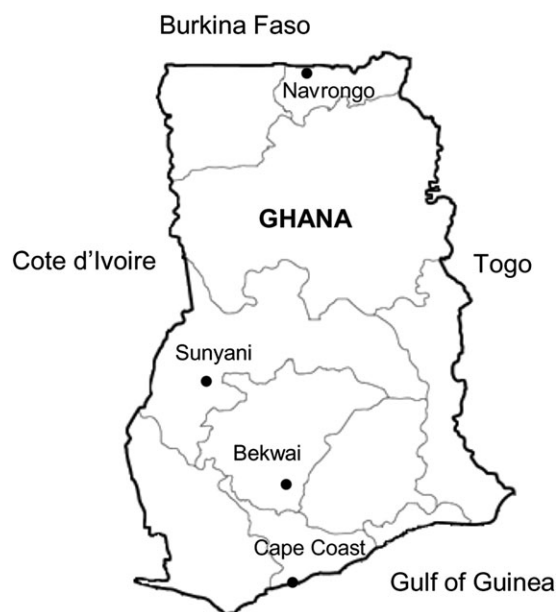 Burkina Faso
Navrongo
GHANA
Cote d'Ivoire
Togo
Sunyani
Bekwai
Cape Coast
Gulf of Guinea